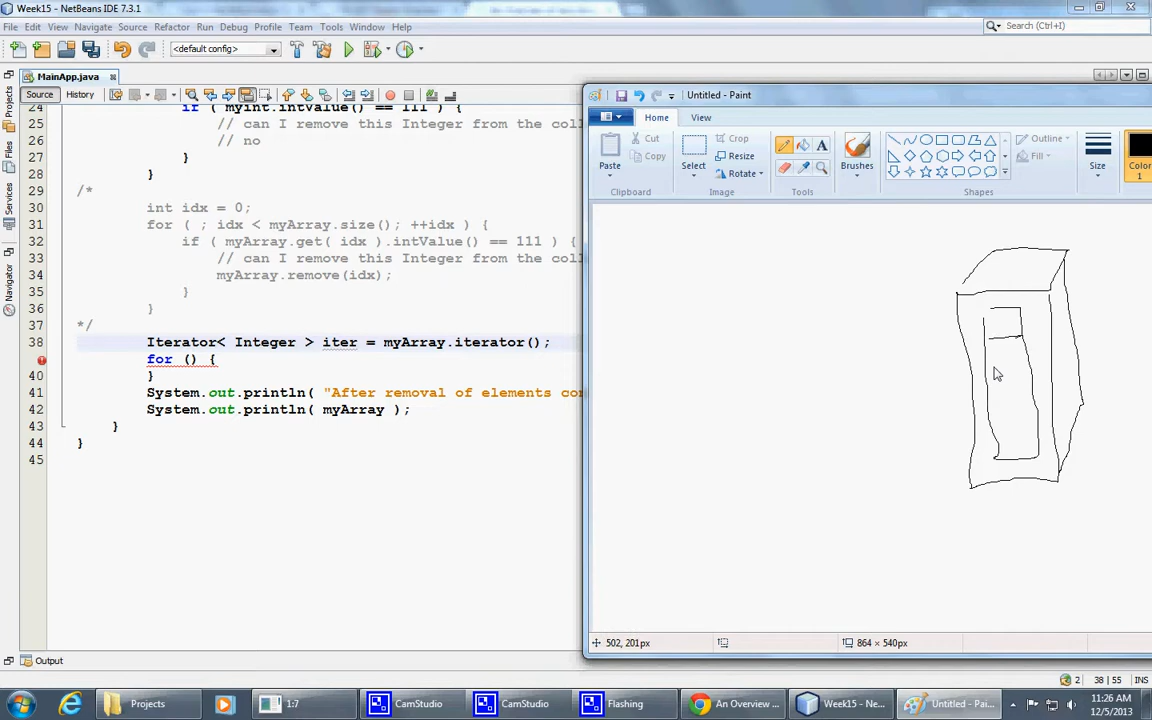 Week15 - NetBeans IDE 7.3.1
File Edit View Navigate Source Refactor Run Debug Profile Team Tools Window Help
Search (Ctrl+I)
<default config>
MainApp.java
Source History
24 if ( myint.intValue() == 111 ) {
25 // can I remove this Integer from the col
26 // no
27 }
28 }
29 /*
30 int idx = 0;
31 for ( ; idx < myArray.size(); ++idx ) {
32 if ( myArray.get( idx ).intValue() == 111 ) {
33 // can I remove this Integer from the col
34 myArray.remove(idx);
35 }
36 }
37 */
38 Iterator< Integer > iter = myArray.iterator();
for () {
40 }
41 System.out.println( "After removal of elements co
42 System.out.println( myArray );
43 }
44 }
45
Projects
Files
Services
Navigator
Output
2 38 | 55 INS
Untitled - Paint
Home View
Paste
Cut
Copy
Clipboard
Select
Crop
Resize
Rotate
Image
A
Tools
Brushes
Shapes
Outline
Fill
Size
Color
1
502, 201px
864 × 540px
Projects
1:7
CamStudio
CamStudio
Flashing
An Overview ...
Week15 - Ne...
Untitled - Pai...
11:26 AM
12/5/2013